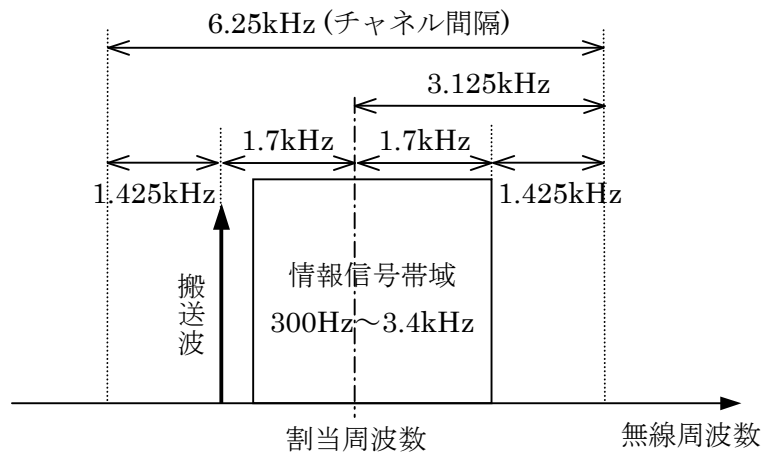 6.25kHz (チャネル間隔)
3.125kHz
1.7kHz
1.7kHz
1.425kHz
1.425kHz
搬送波
情報信号帯域
300Hz～3.4kHz
割当周波数
無線周波数